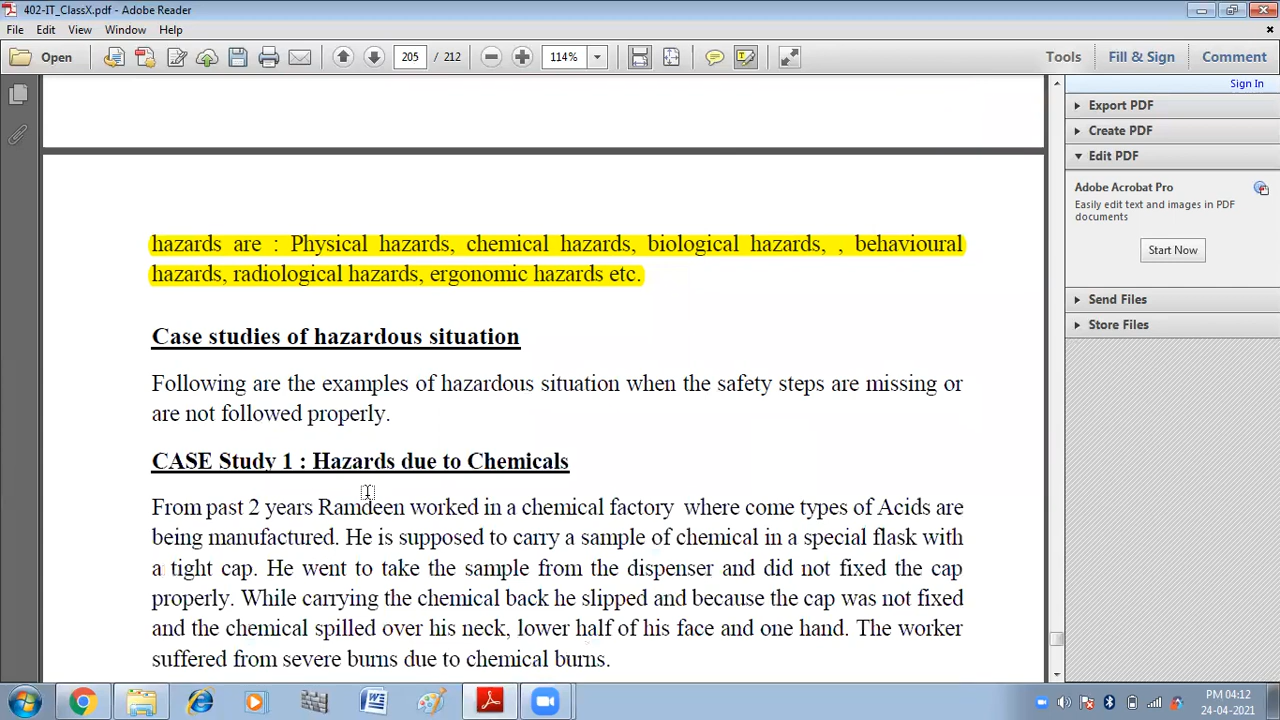 402-IT_ClassX.pdf - Adobe Reader
File Edit View Window Help
Open 205 / 212 114% Tools Fill & Sign Comment
Sign In
Export PDF
Create PDF
Edit PDF
Adobe Acrobat Pro
Easily edit text and images in PDF
documents
Start Now
Send Files
Store Files
hazards are : Physical hazards, chemical hazards, biological hazards, , behavioural
hazards, radiological hazards, ergonomic hazards etc.
Case studies of hazardous situation
Following are the examples of hazardous situation when the safety steps are missing or
are not followed properly.
CASE Study 1 : Hazards due to Chemicals
From past 2 years Ramdeen worked in a chemical factory where come types of Acids are
being manufactured. He is supposed to carry a sample of chemical in a special flask with
a tight cap. He went to take the sample from the dispenser and did not fixed the cap
properly. While carrying the chemical back he slipped and because the cap was not fixed
and the chemical spilled over his neck, lower half of his face and one hand. The worker
suffered from severe burns due to chemical burns.
PM 04:12
24-04-2021